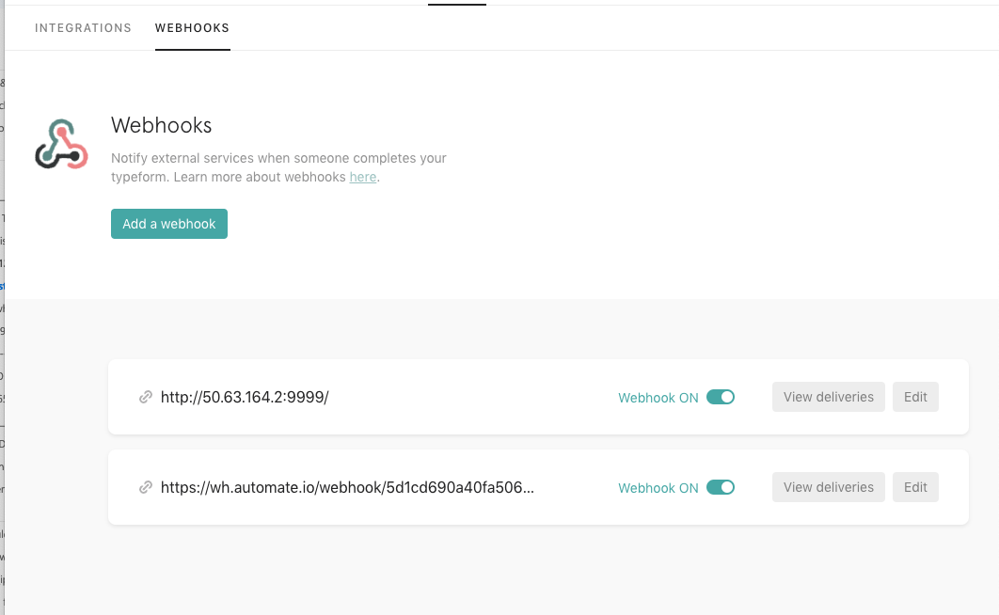 INTEGRATIONS WEBHOOKS
Webhooks
Notify external services when someone completes your
typeform. Learn more about webhooks here.
Add a webhook
http://50.63.164.2:9999/ Webhook ON View deliveries Edit
https://wh.automate.io/webhook/5d1cd690a40fa506... Webhook ON View deliveries Edit